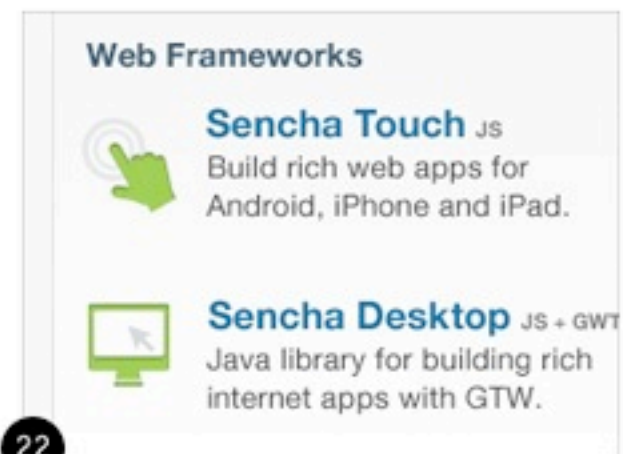 Web Frameworks
Sencha Touch JS
Build rich web apps for
Android, iPhone and iPad.
Sencha Desktop JS + GWT
Java library for building rich
internet apps with GTW.
22